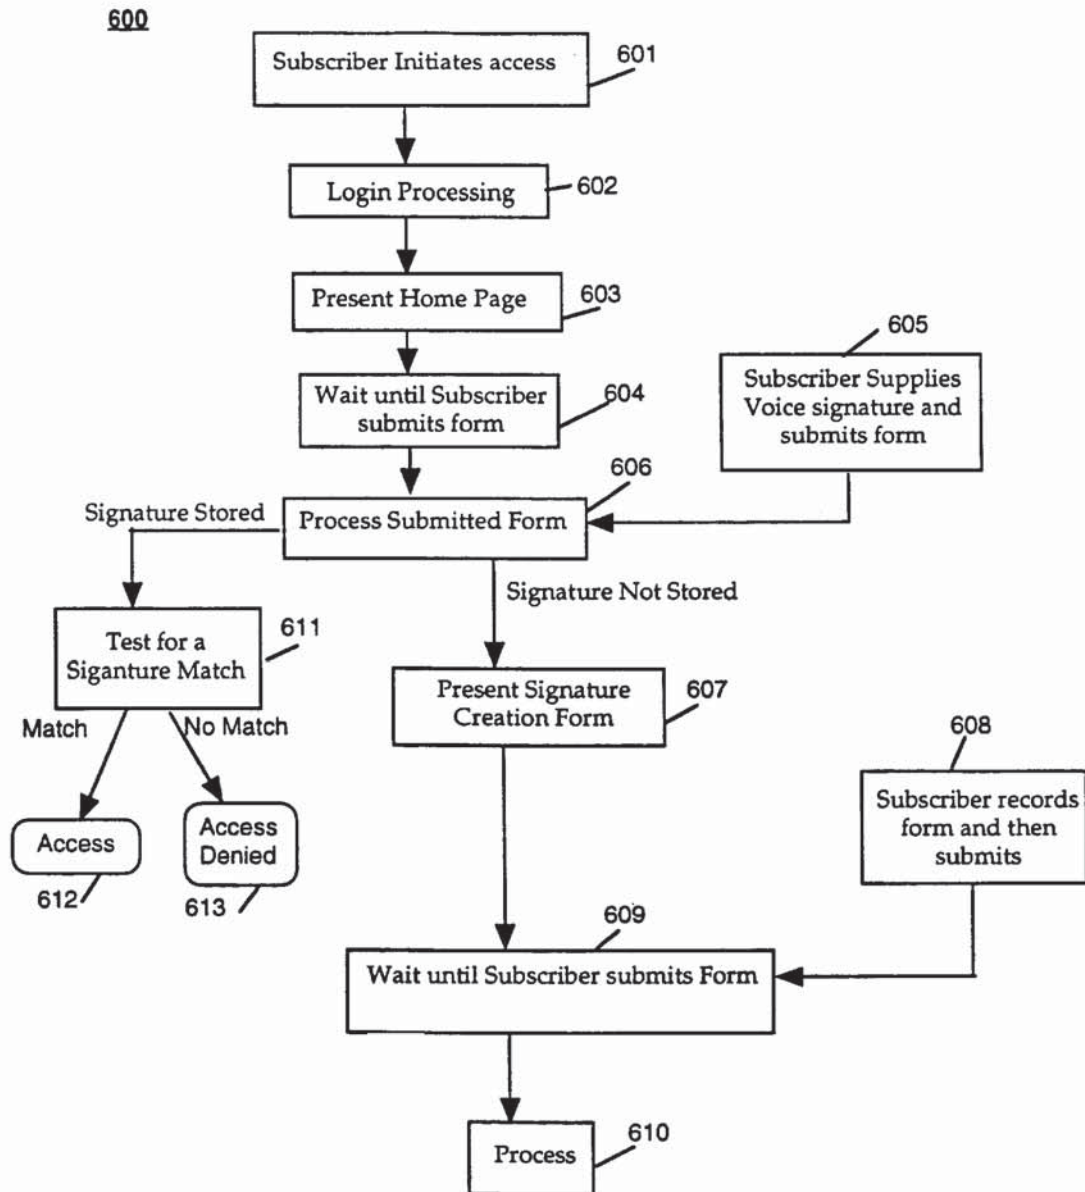 600
Subscriber Initiates access
601
Login Processing
602
Present Home Page
603
Wait until Subscriber
submits form
604
605
Subscriber Supplies
Voice signature and
submits form
606
Signature Stored
Process Submitted Form
Signature Not Stored
Test for a
Siganture Match
611
Present Signature
Creation Form
607
Match
No Match
608
Subscriber records
form and then
submits
Access
Access
Denied
612
613
609
Wait until Subscriber submits Form
610
Process